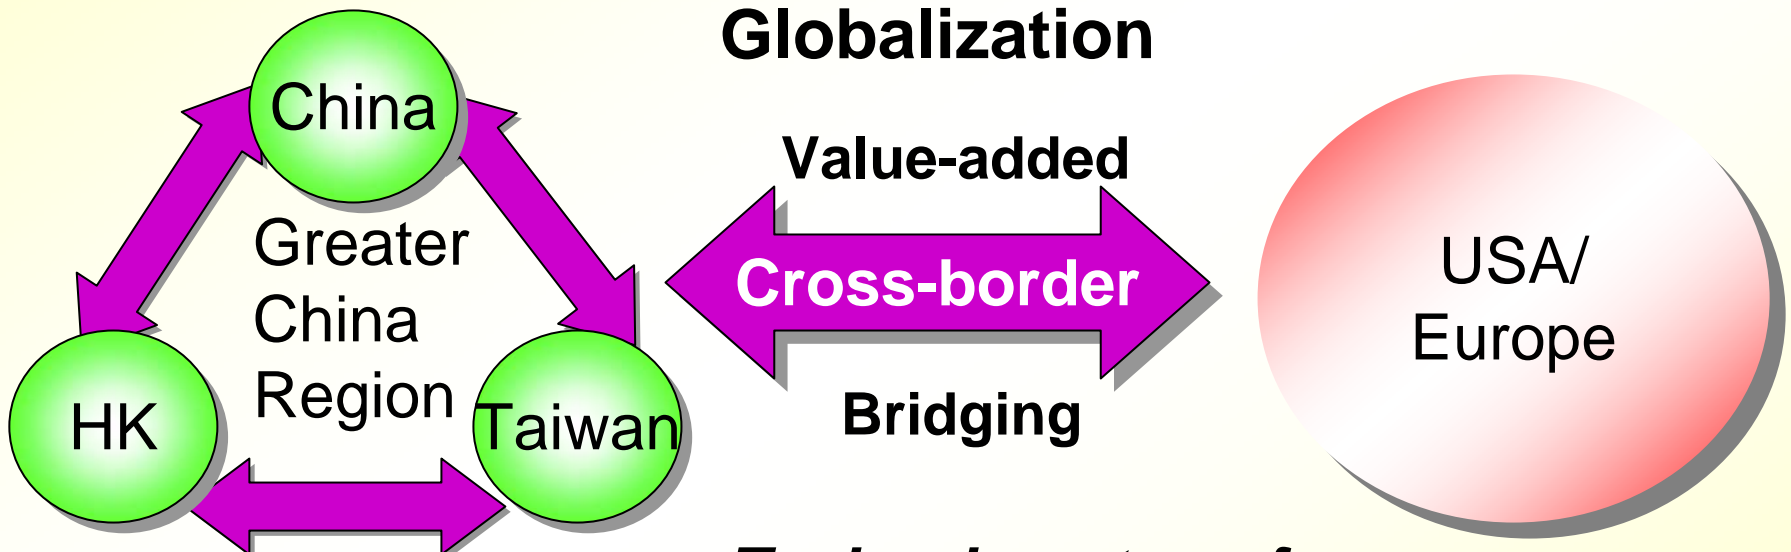 Globalization
China
Value-added
Greater
China
Region
Cross-border
USA/
Europe
HK
Taiwan
Bridging